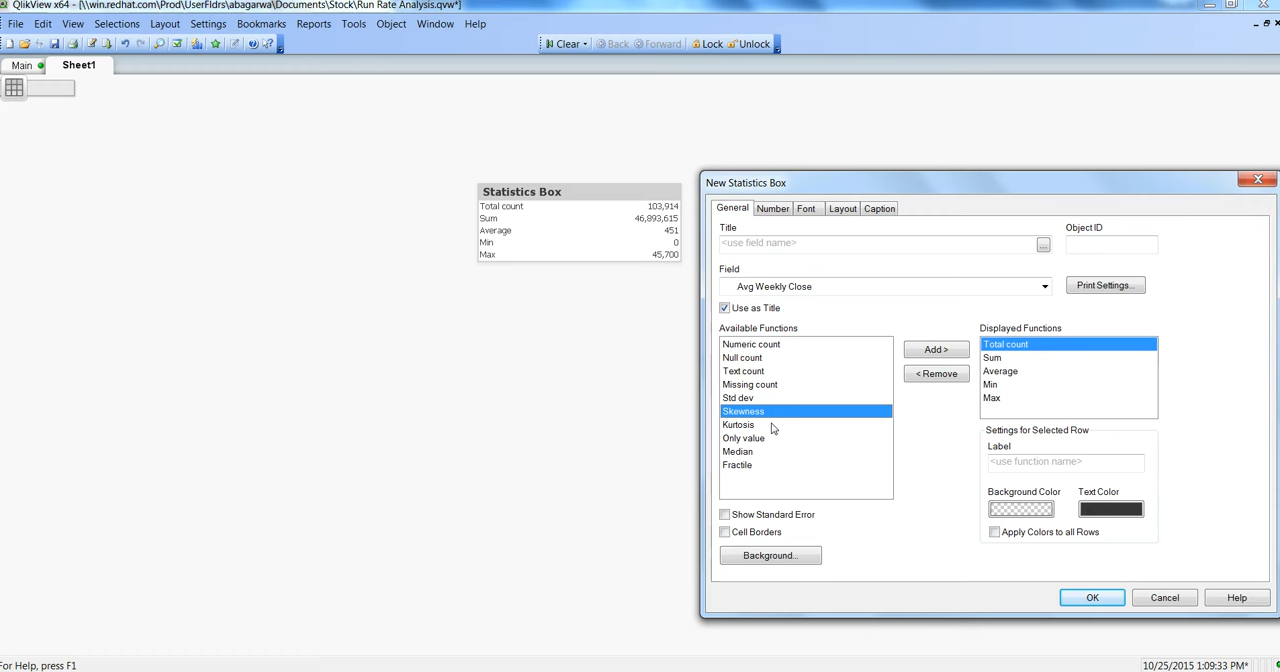 QlikView x64 - [\\win.redhat.com\Prod\UserFldrs\abagarwa\Documents\Stock\Run Rate Analysis.qvw*]
File Edit View Selections Layout Settings Bookmarks Reports Tools Object Window Help
Clear Back Forward Lock Unlock
Main Sheet1
Statistics Box
Total count 103,914
Sum 46,893,615
Average 451
Min 0
Max 45,700
New Statistics Box
General Number Font Layout Caption
Title Object ID
<use field name> ...
Field
Avg Weekly Close Print Settings...
Use as Title
Available Functions Displayed Functions
Numeric count
Null count
Text count
Missing count
Std dev
Skewness
Kurtosis
Only value
Median
Fractile
Add >
< Remove
Total count
Sum
Average
Min
Max
Settings for Selected Row
Label
<use function name>
Background Color Text Color
Apply Colors to all Rows
Show Standard Error
Cell Borders
Background...
OK Cancel Help
For Help, press F1 10/25/2015 1:09:33 PM*